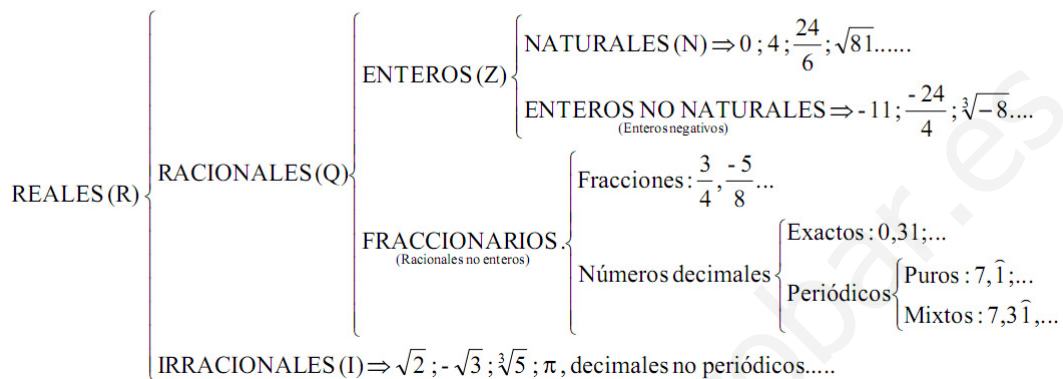 NATURALES (N) ⇒ 0 ; 4 ; 24/6 ; √81......
ENTEROS (Z)
ENTEROS NO NATURALES ⇒ -11 ; -24/4 ; ∛-8....
(Enteros negativos)
REALES (R)
RACIONALES (Q)
Fracciones : 3/4 , -5/8 ...
FRACCIONARIOS.
(Racionales no enteros)
Números decimales
Exactos : 0,31;...
Periódicos
Puros : 7,1̂;...
Mixtos : 7,31̂,...
IRRACIONALES (I) ⇒ √2 ; -√3 ; ∛5 ; π , decimales no periódicos.....
obar.es